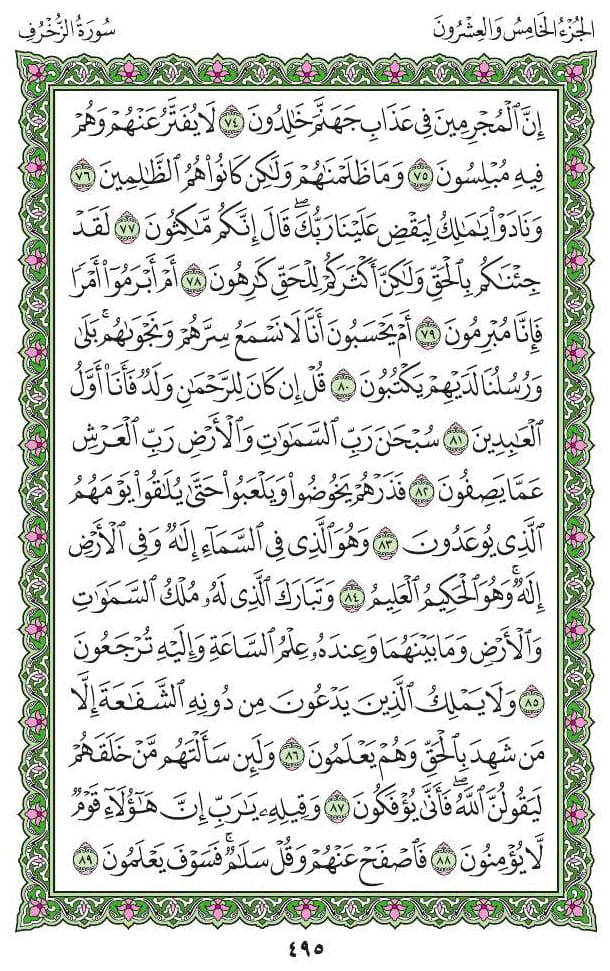 الجُزْءُ الخَامِسُ وَالعِشْرُونَ
سُورَةُ الزُّخْرُفِ
إِنَّ ٱلْمُجْرِمِينَ فِى عَذَابِ جَهَنَّمَ خَٰلِدُونَ ٧٤ لَا يُفَتَّرُ عَنْهُمْ وَهُمْ
فِيهِ مُبْلِسُونَ ٧٥ وَمَا ظَلَمْنَٰهُمْ وَلَٰكِن كَانُوا۟ هُمُ ٱلظَّٰلِمِينَ ٧٦
وَنَادَوْا۟ يَٰمَٰلِكُ لِيَقْضِ عَلَيْنَا رَبُّكَ ۖ قَالَ إِنَّكُم مَّٰكِثُونَ ٧٧ لَقَدْ
جِئْنَٰكُم بِٱلْحَقِّ وَلَٰكِنَّ أَكْثَرَكُمْ لِلْحَقِّ كَٰرِهُونَ ٧٨ أَمْ أَبْرَمُوٓا۟ أَمْرًا
فَإِنَّا مُبْرِمُونَ ٧٩ أَمْ يَحْسَبُونَ أَنَّا لَا نَسْمَعُ سِرَّهُمْ وَنَجْوَىٰهُم ۚ بَلَىٰ
وَرُسُلُنَا لَدَيْهِمْ يَكْتُبُونَ ٨٠ قُلْ إِن كَانَ لِلرَّحْمَٰنِ وَلَدٌ فَأَنَا۠ أَوَّلُ
ٱلْعَٰبِدِينَ ٨١ سُبْحَٰنَ رَبِّ ٱلسَّمَٰوَٰتِ وَٱلْأَرْضِ رَبِّ ٱلْعَرْشِ
عَمَّا يَصِفُونَ ٨٢ فَذَرْهُمْ يَخُوضُوا۟ وَيَلْعَبُوا۟ حَتَّىٰ يُلَٰقُوا۟ يَوْمَهُمُ
ٱلَّذِى يُوعَدُونَ ٨٣ وَهُوَ ٱلَّذِى فِى ٱلسَّمَآءِ إِلَٰهٌ وَفِى ٱلْأَرْضِ
إِلَٰهٌ ۚ وَهُوَ ٱلْحَكِيمُ ٱلْعَلِيمُ ٨٤ وَتَبَارَكَ ٱلَّذِى لَهُۥ مُلْكُ ٱلسَّمَٰوَٰتِ
وَٱلْأَرْضِ وَمَا بَيْنَهُمَا وَعِندَهُۥ عِلْمُ ٱلسَّاعَةِ وَإِلَيْهِ تُرْجَعُونَ
٨٥ وَلَا يَمْلِكُ ٱلَّذِينَ يَدْعُونَ مِن دُونِهِ ٱلشَّفَٰعَةَ إِلَّا
مَن شَهِدَ بِٱلْحَقِّ وَهُمْ يَعْلَمُونَ ٨٦ وَلَئِن سَأَلْتَهُم مَّنْ خَلَقَهُمْ
لَيَقُولُنَّ ٱللَّهُ ۖ فَأَنَّىٰ يُؤْفَكُونَ ٨٧ وَقِيلِهِۦ يَٰرَبِّ إِنَّ هَٰٓؤُلَآءِ قَوْمٌ
لَّا يُؤْمِنُونَ ٨٨ فَٱصْفَحْ عَنْهُمْ وَقُلْ سَلَٰمٌ ۚ فَسَوْفَ يَعْلَمُونَ ٨٩
٤٩٥